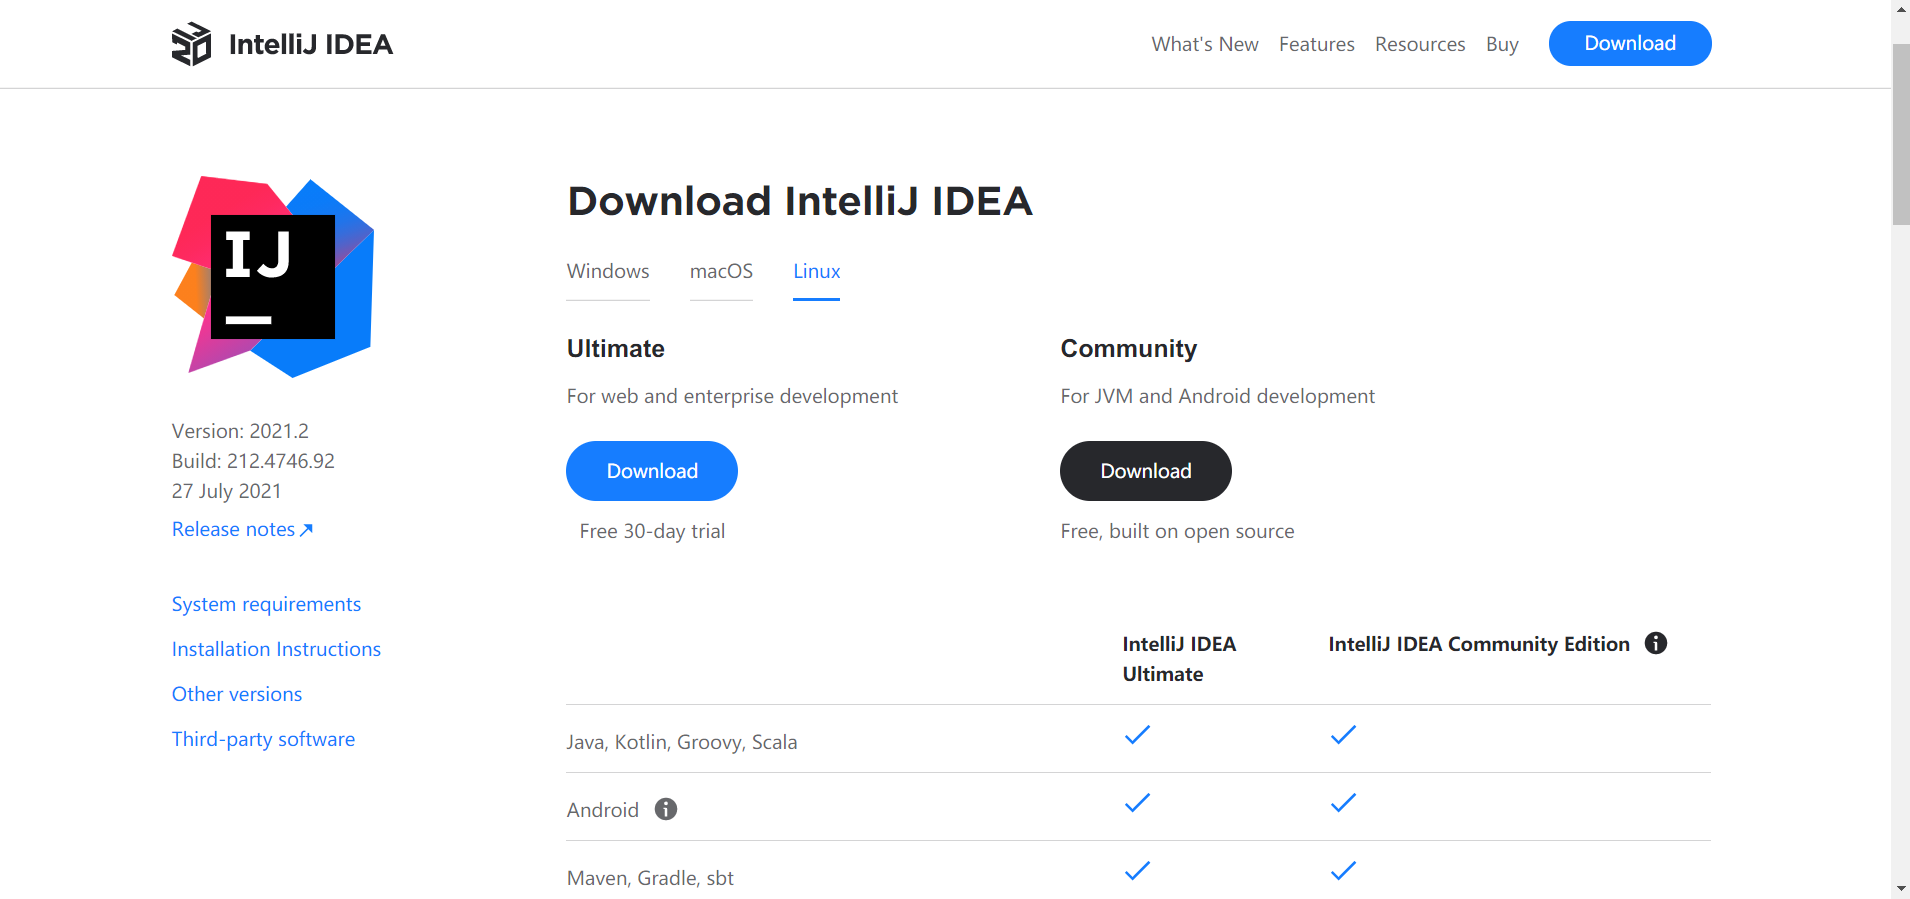 IntelliJ IDEA
What's New Features Resources Buy Download
IJ
Download IntelliJ IDEA
Windows macOS Linux
Ultimate
For web and enterprise development
Download
Free 30-day trial
Community
For JVM and Android development
Download
Free, built on open source
Version: 2021.2
Build: 212.4746.92
27 July 2021
Release notes
System requirements
Installation Instructions
Other versions
Third-party software
IntelliJ IDEA
Ultimate
IntelliJ IDEA Community Edition
Java, Kotlin, Groovy, Scala
Android
Maven, Gradle, sbt